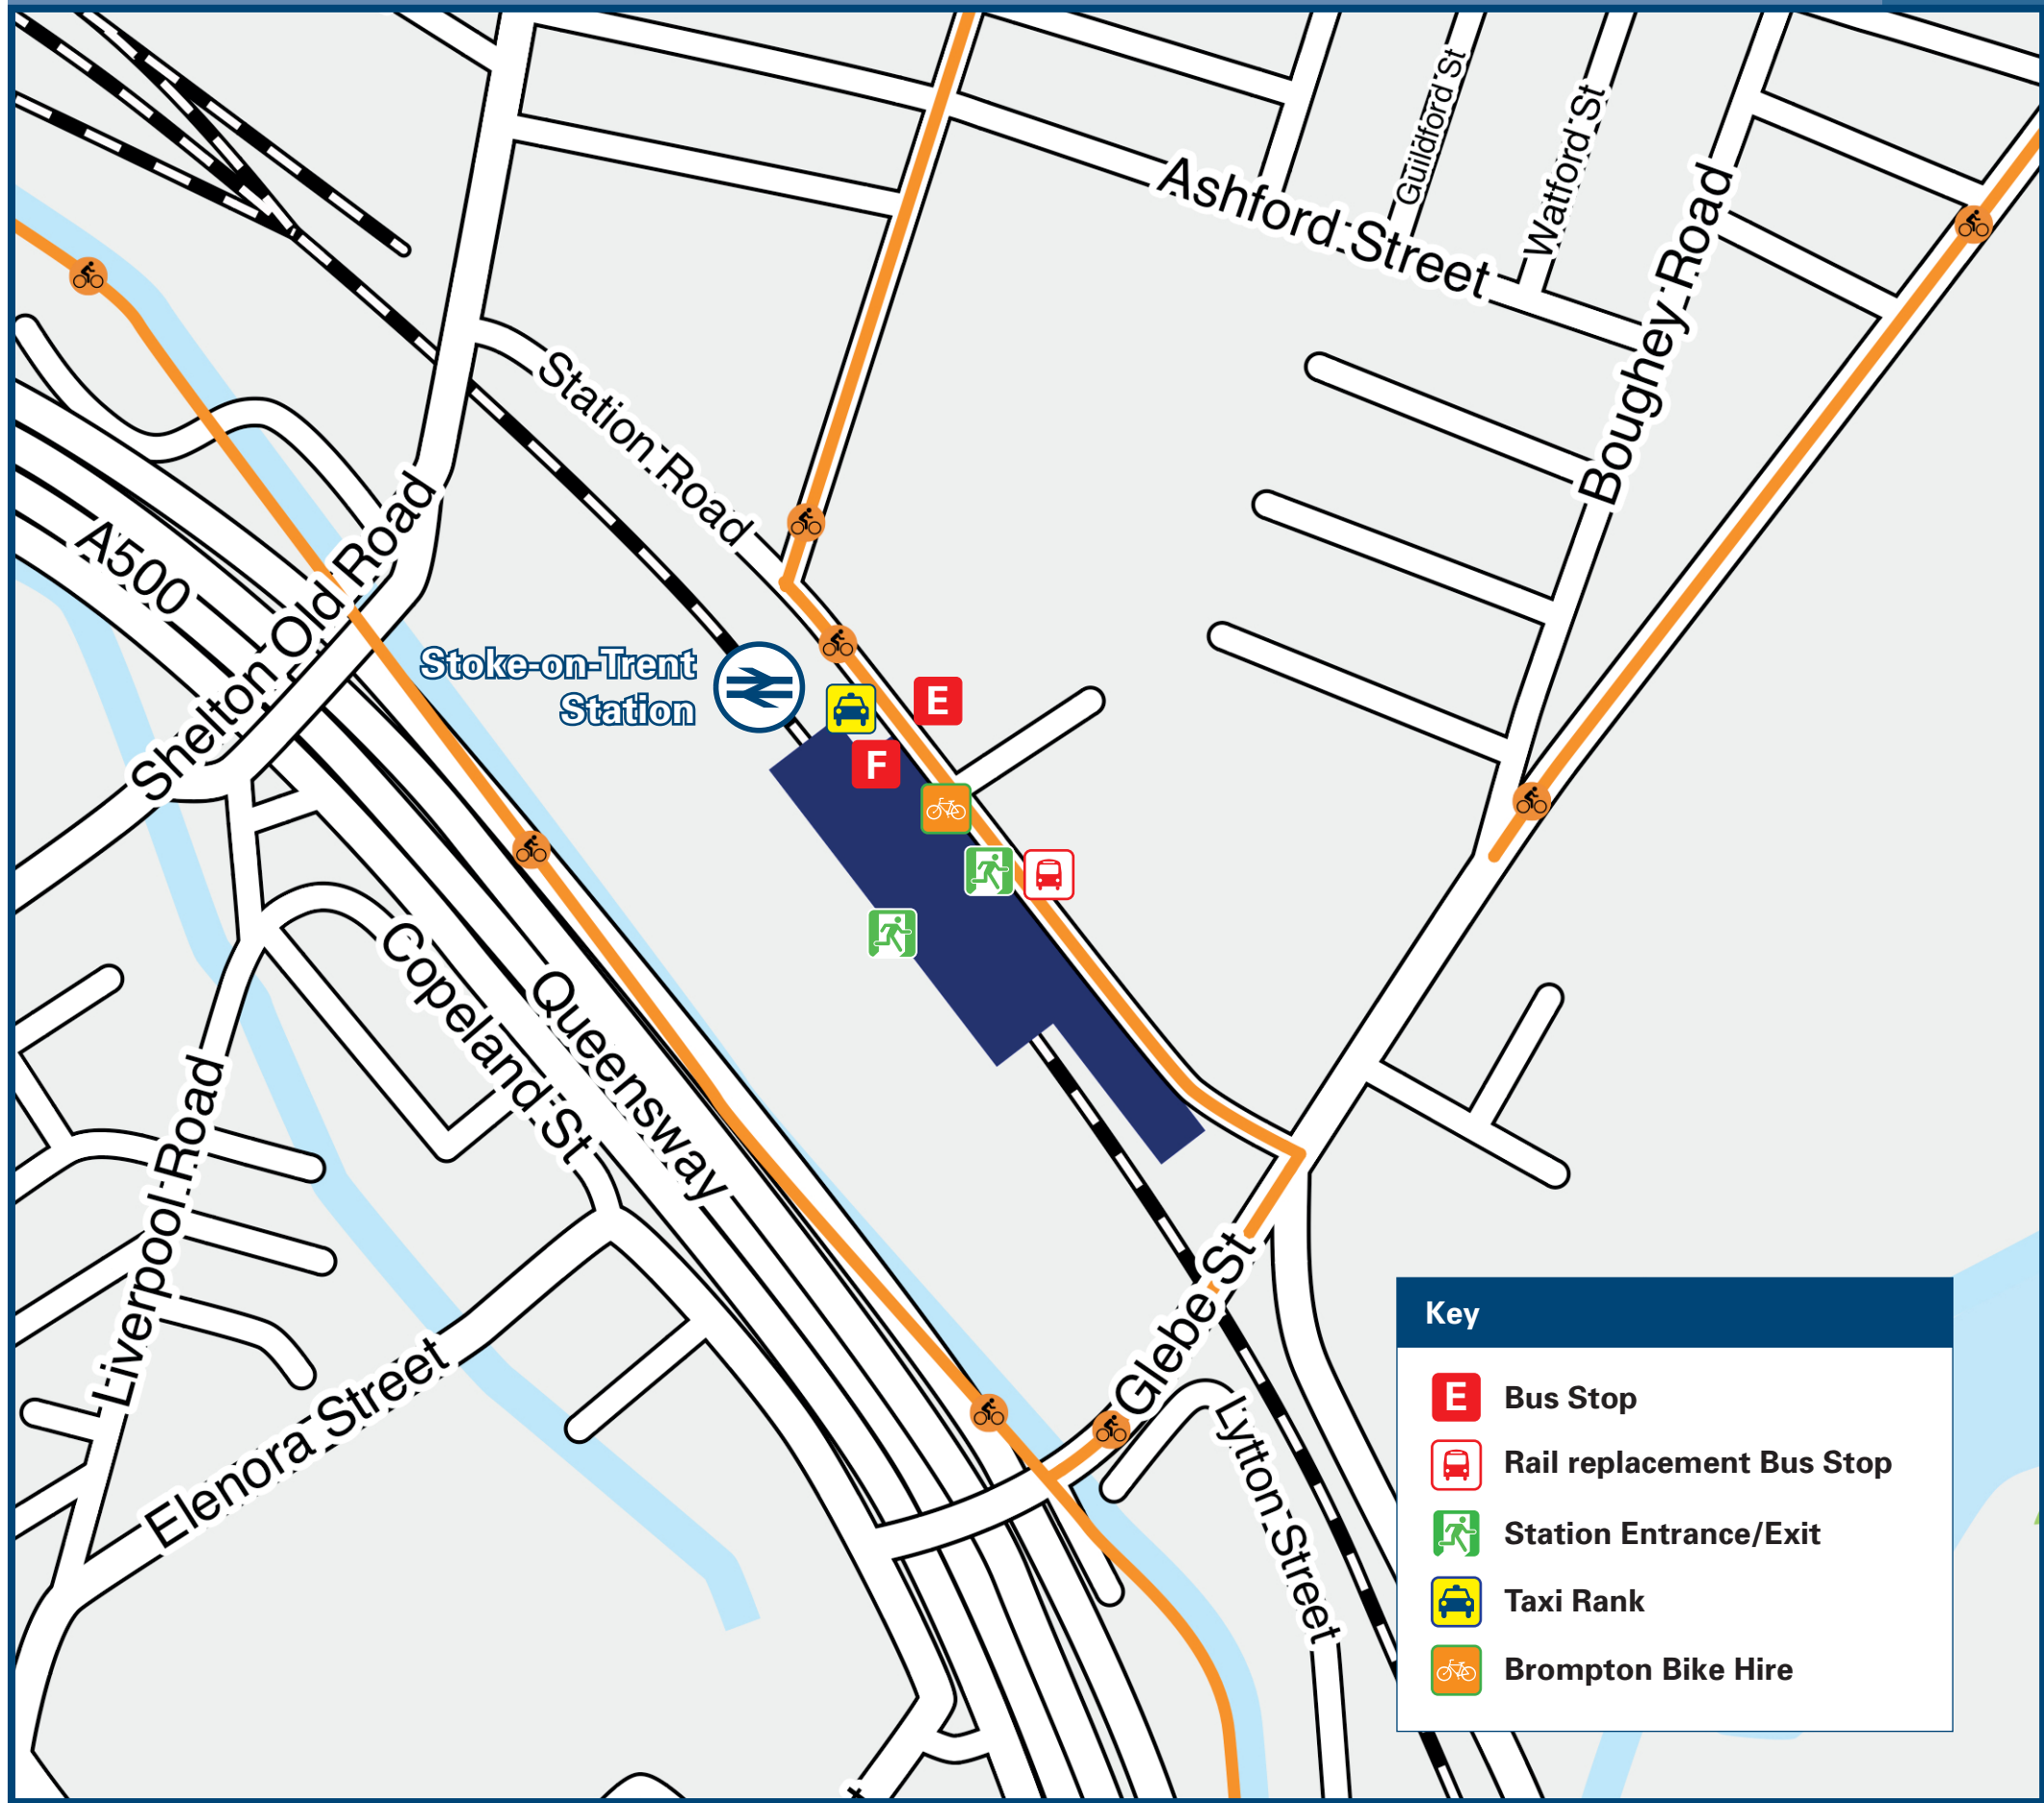 Guildford St
Watford St
Ashford Street
Boughey Road
Station Road
A500
Shelton Old Road
Stoke-on-Trent
Station
E
F
Copeland St
Queensway
Liverpool Road
Elenora Street
Glebe St
Lytton Street
Key
E Bus Stop
Rail replacement Bus Stop
Station Entrance/Exit
Taxi Rank
Brompton Bike Hire